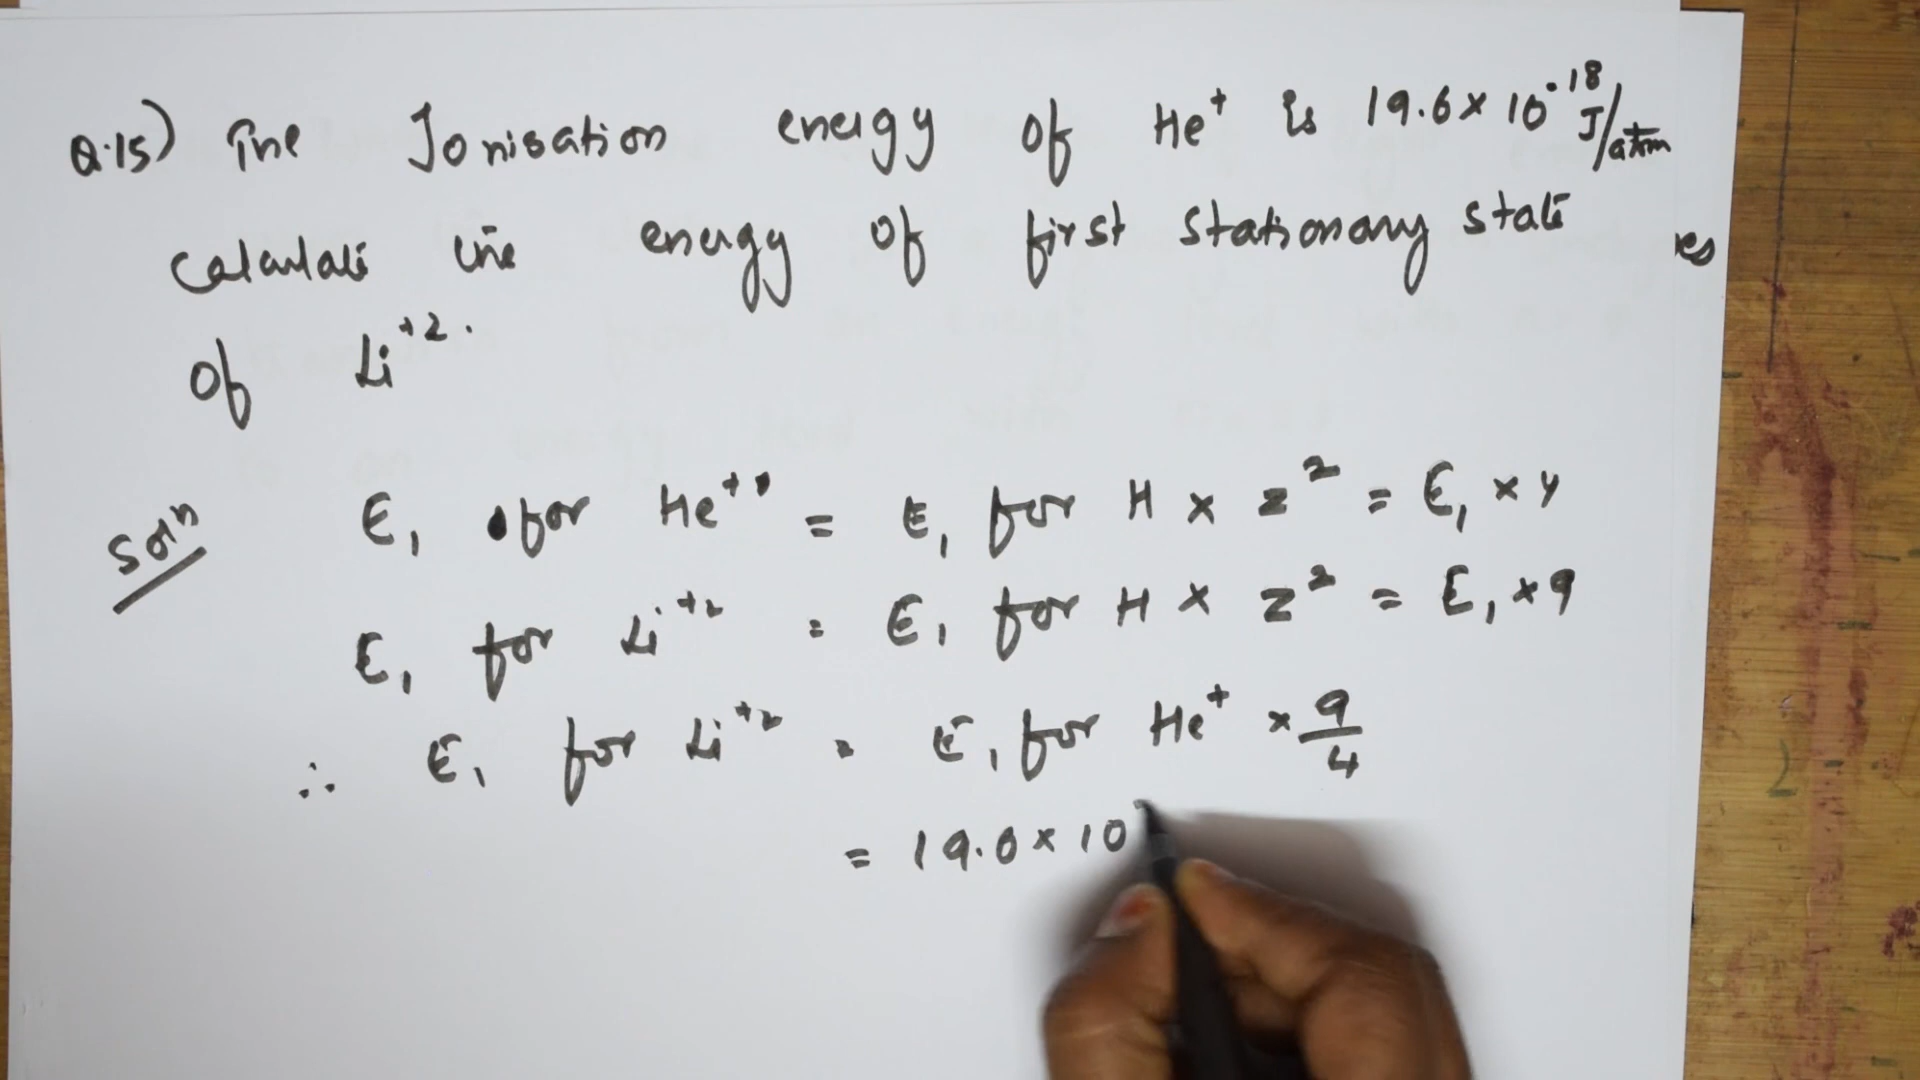 Q.15) The Ionisation energy of He⁺ is 19.6 × 10⁻¹⁸ J/atom
Calculate the energy of first stationary state
of Li⁺².
es
Solⁿ
E₁ for He⁺ = E₁ for H × z² = E₁ × 4
E₁ for Li⁺² = E₁ for H × z² = E₁ × 9
∴ E₁ for Li⁺² = E₁ for He⁺ × 9/4
= 19.6 × 10